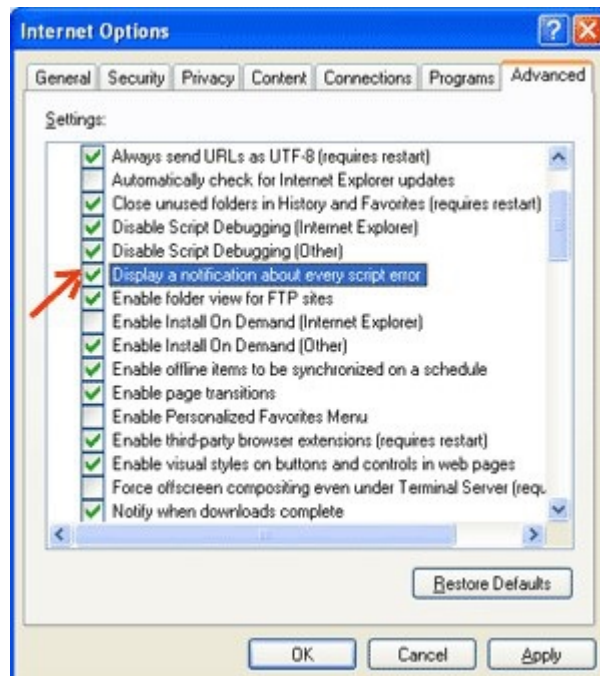 Internet Options
General Security Privacy Content Connections Programs Advanced
Settings:
Always send URLs as UTF-8 (requires restart)
Automatically check for Internet Explorer updates
Close unused folders in History and Favorites (requires restart)
Disable Script Debugging (Internet Explorer)
Disable Script Debugging (Other)
Display a notification about every script error
Enable folder view for FTP sites
Enable Install On Demand (Internet Explorer)
Enable Install On Demand (Other)
Enable offline items to be synchronized on a schedule
Enable page transitions
Enable Personalized Favorites Menu
Enable third-party browser extensions (requires restart)
Enable visual styles on buttons and controls in web pages
Force offscreen compositing even under Terminal Server (requ
Notify when downloads complete
Restore Defaults
OK Cancel Apply